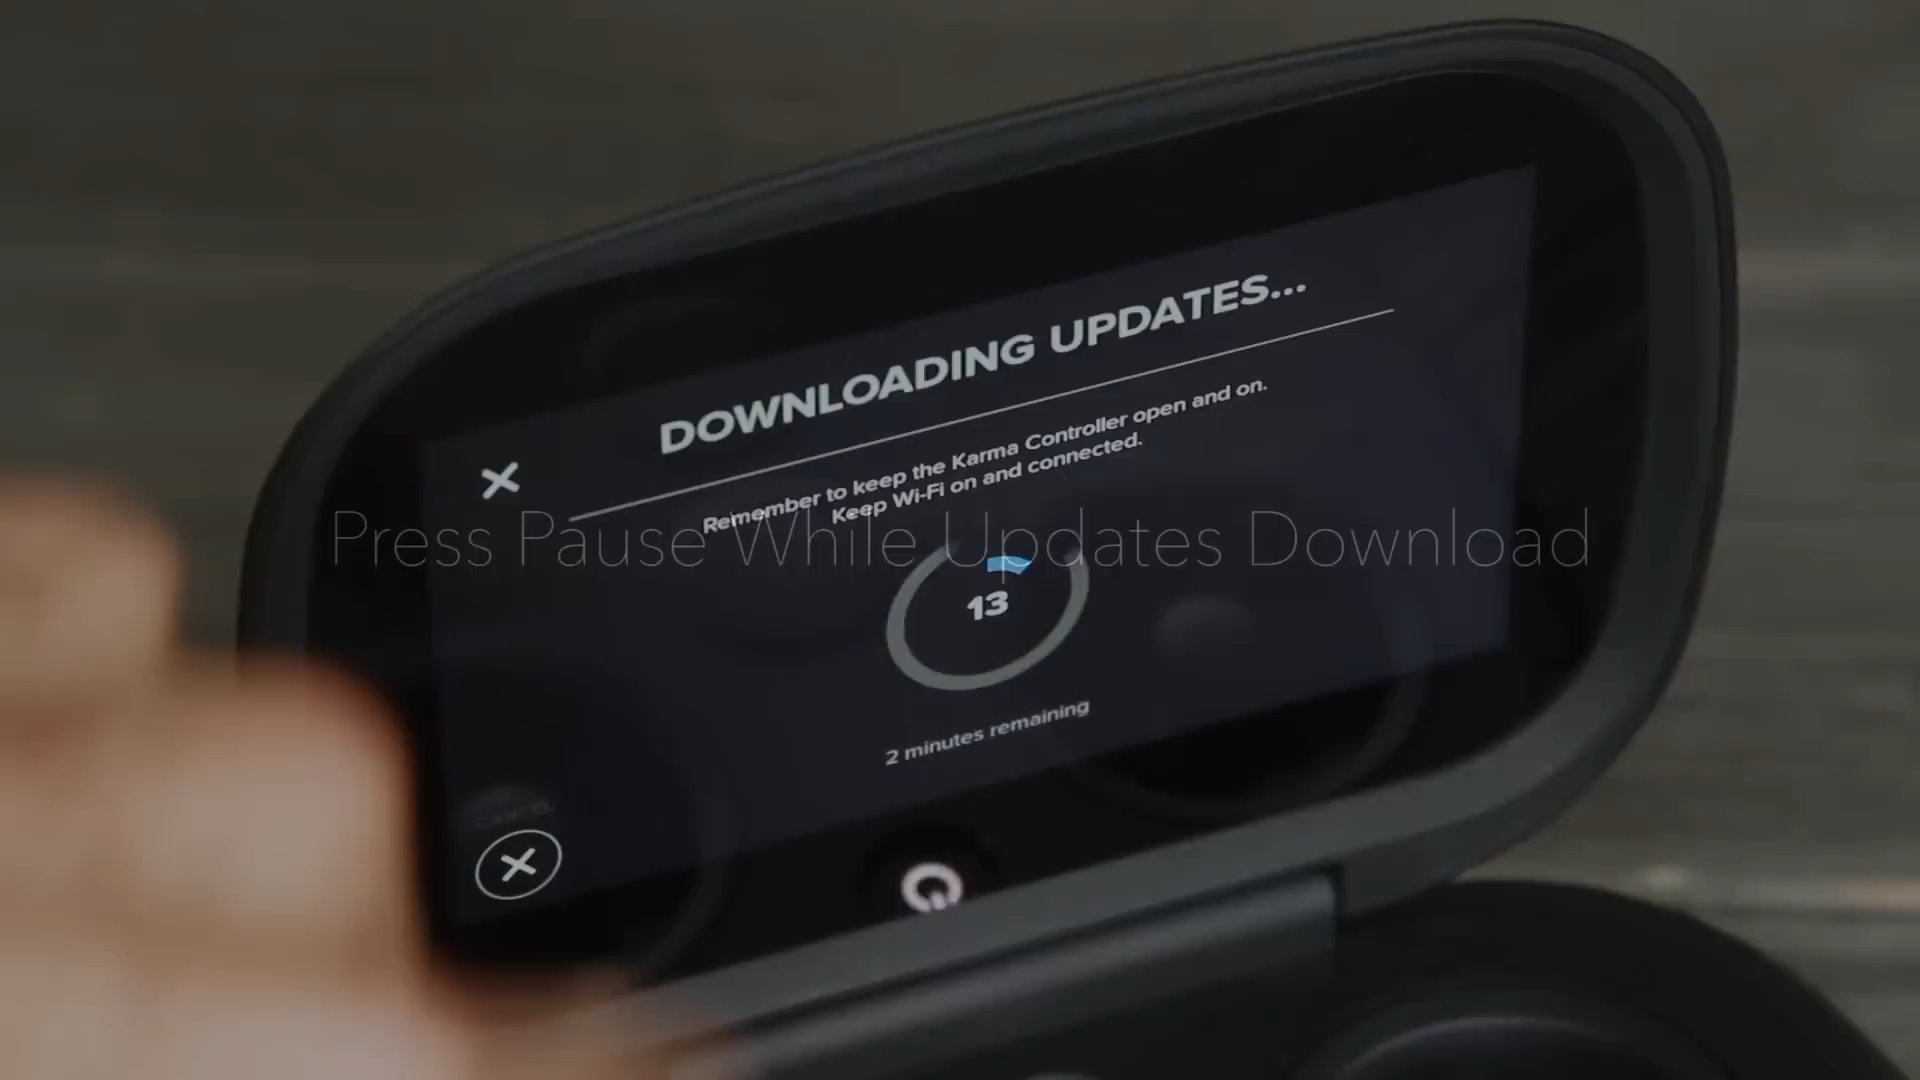 DOWNLOADING UPDATES...
Remember to keep the Karma Controller open and on.
Keep Wi-Fi on and connected.
Press Pause While Updates Download
13
2 minutes remaining
CANCEL